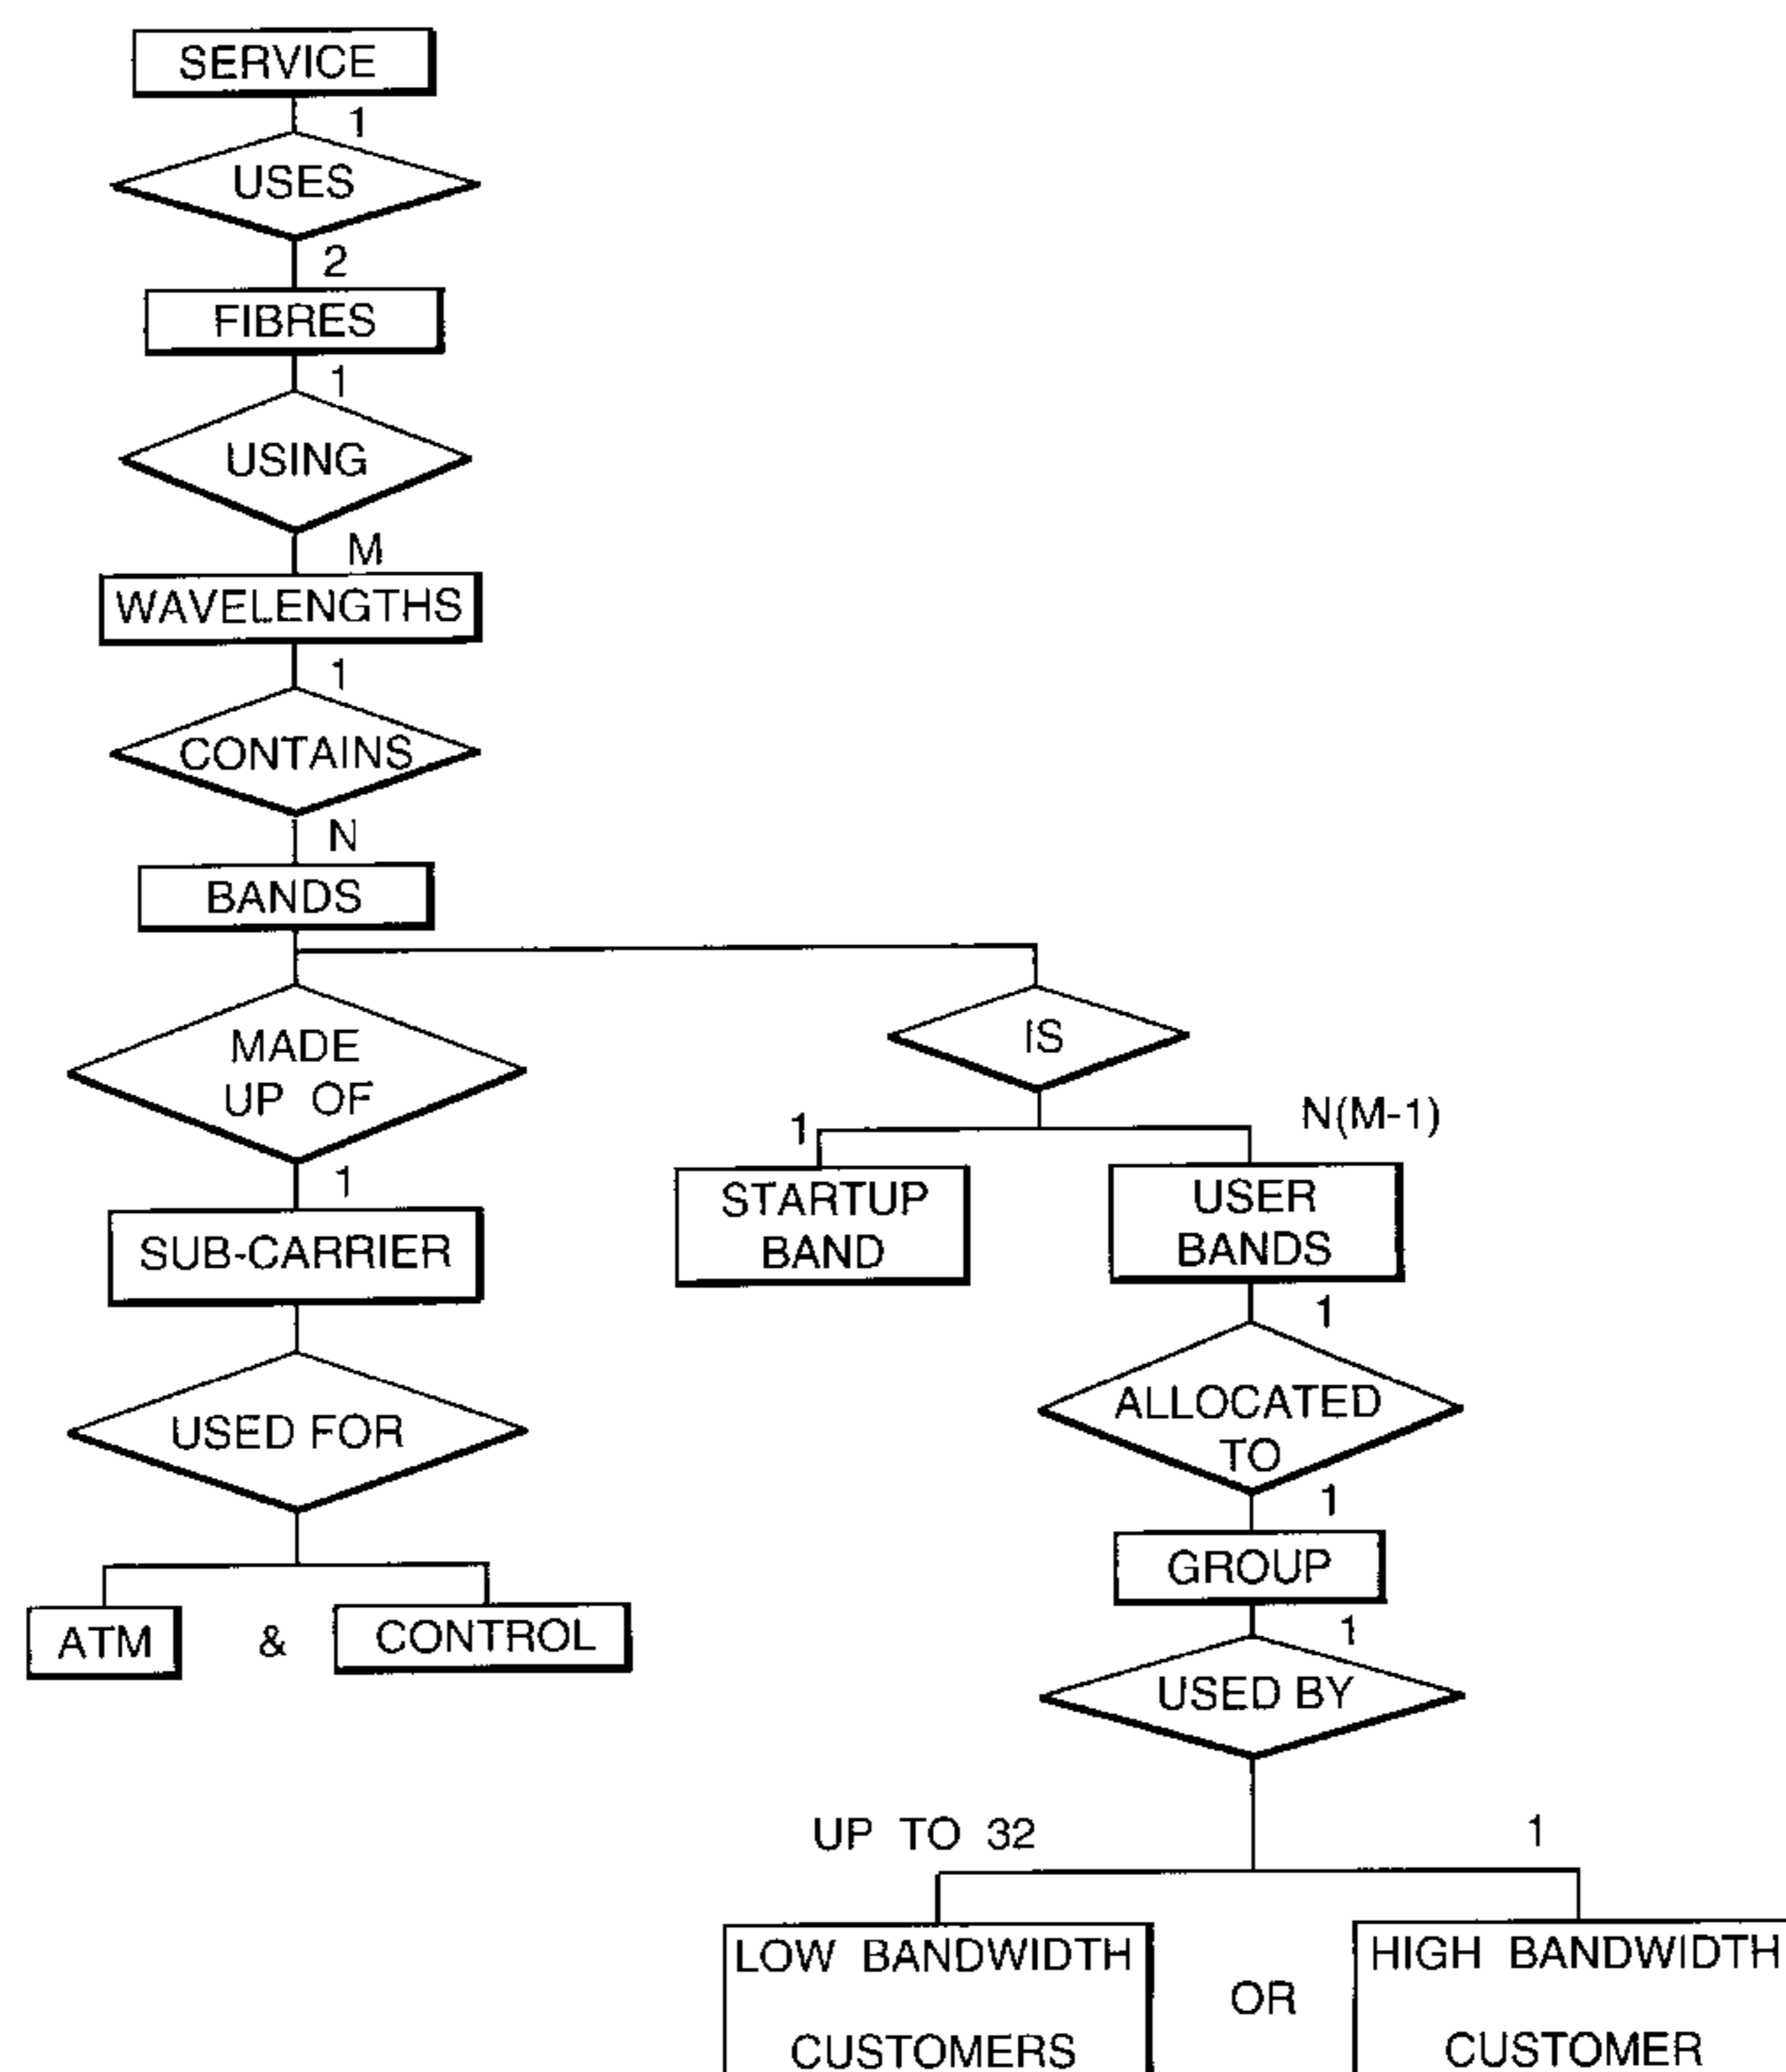 SERVICE
1
USES
2
FIBRES
1
USING
M
WAVELENGTHS
1
CONTAINS
N
BANDS
MADE
UP OF
1
SUB-CARRIER
USED FOR
ATM
&
CONTROL
IS
1
N(M-1)
STARTUP
BAND
USER
BANDS
1
ALLOCATED
TO
1
GROUP
1
USED BY
UP TO 32
1
LOW BANDWIDTH
CUSTOMERS
OR
HIGH BANDWIDTH
CUSTOMER